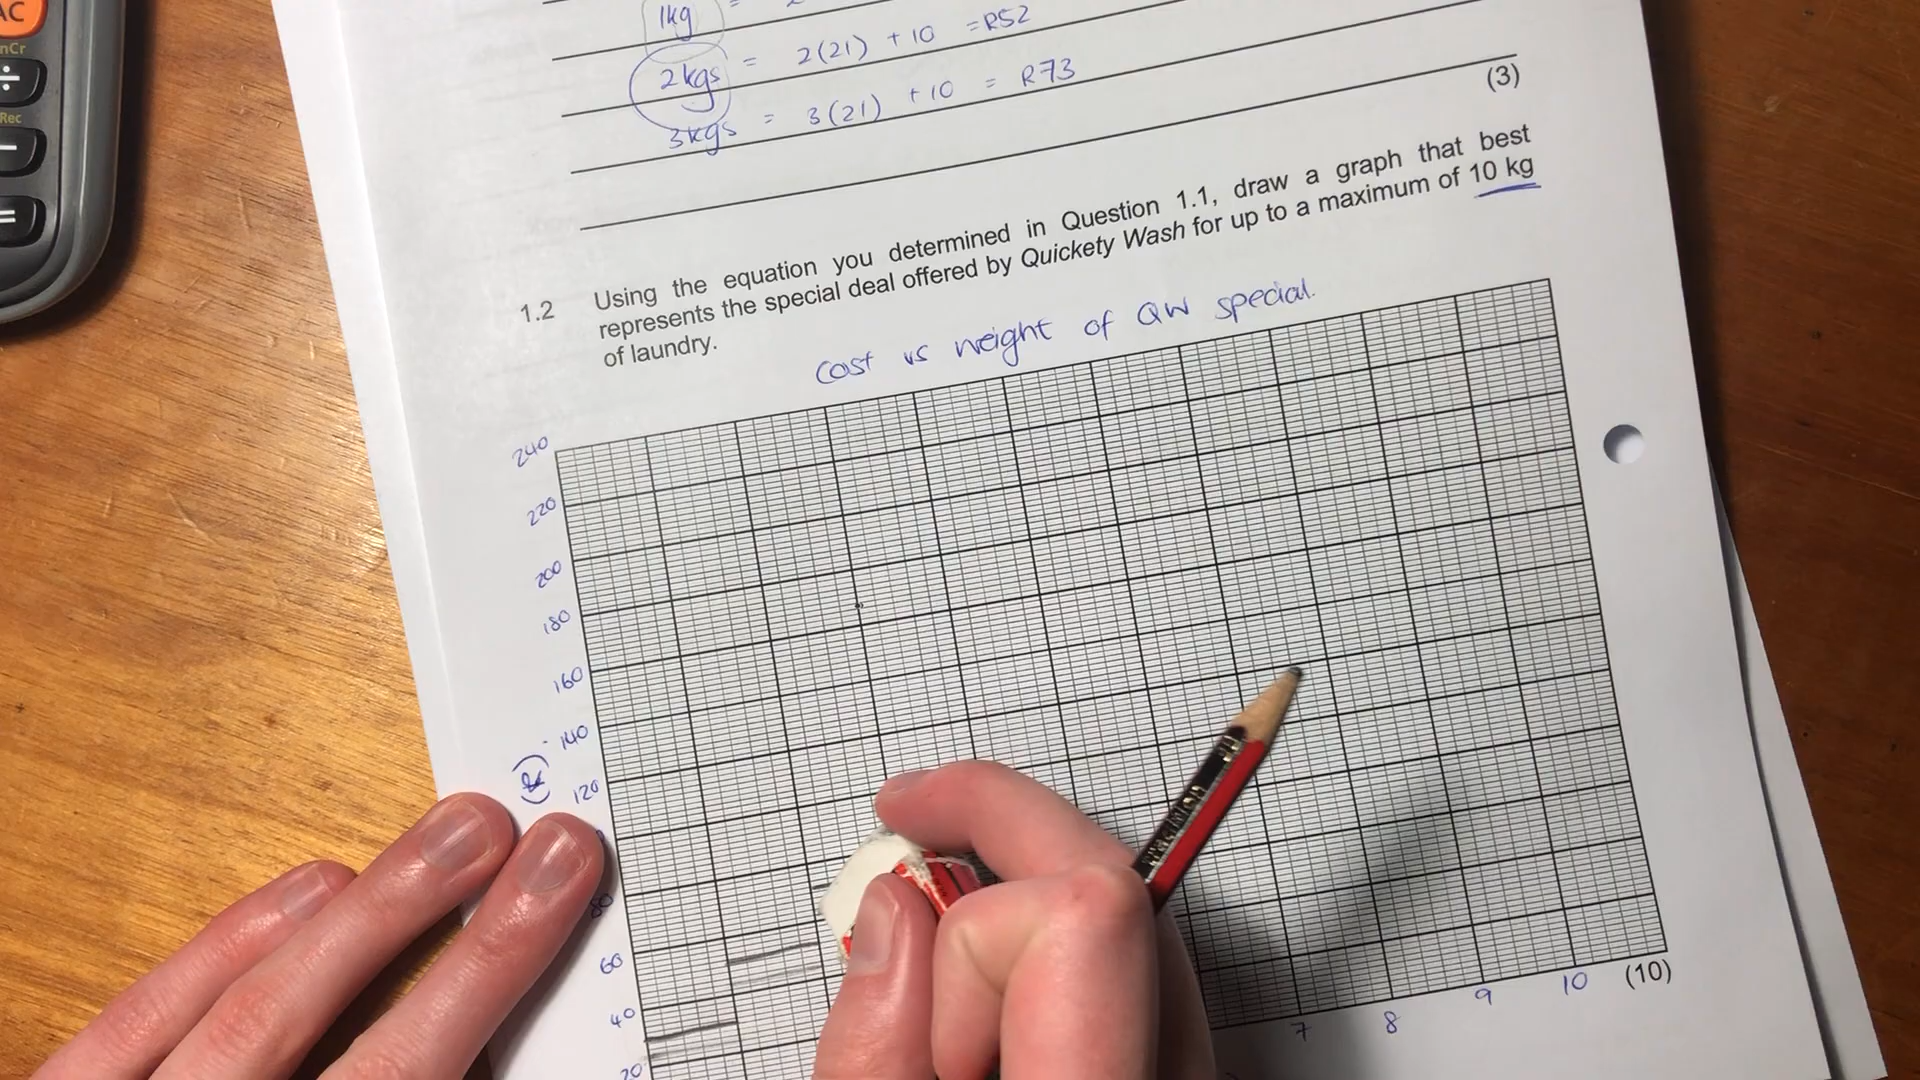 AC
1kg =
nCr
÷
2kgs = 2(21) + 10 = R52
Rec
3kgs = 3(21) + 10 = R73
(3)
−
=
1.2 Using the equation you determined in Question 1.1, draw a graph that best
represents the special deal offered by Quickety Wash for up to a maximum of 10 kg
of laundry.
Cost vs weight of QW special.
240
220
200
180
160
140
120
80
60
40
20
7 8 9 10 (10)